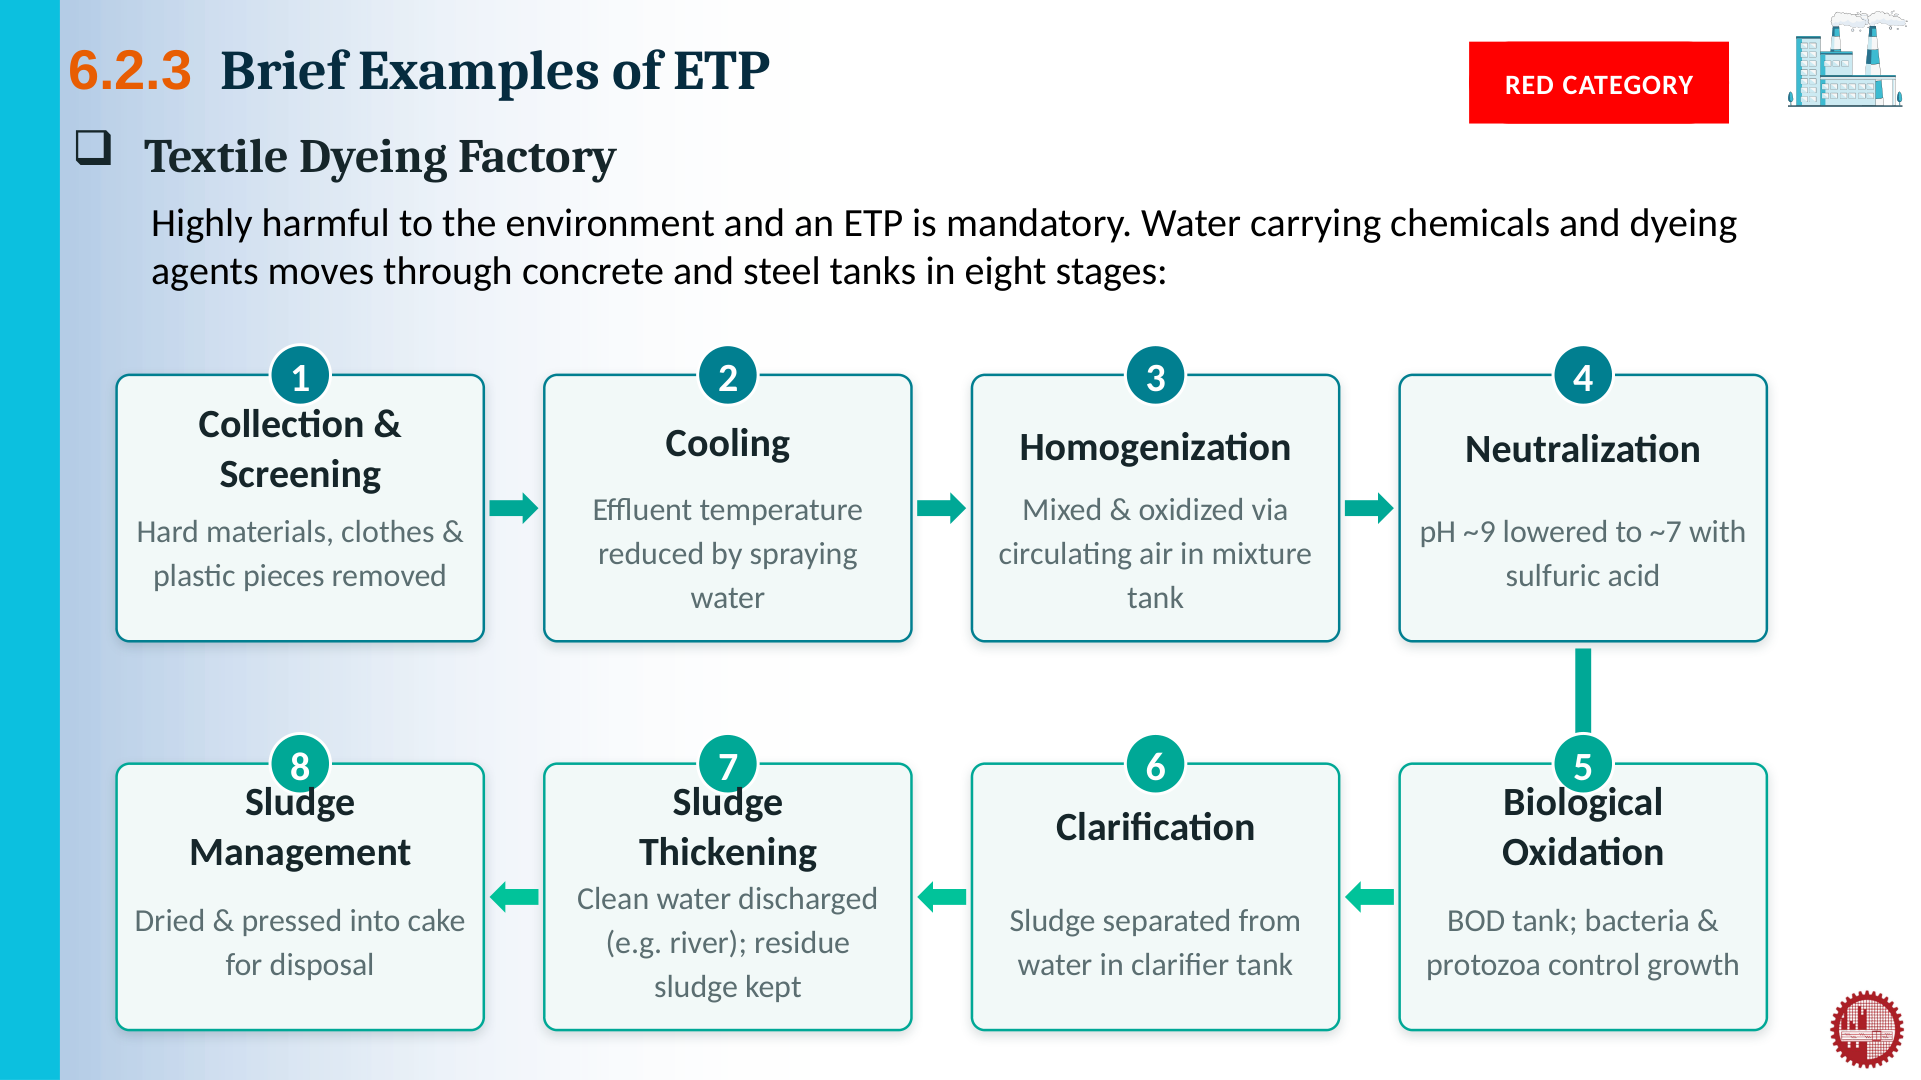 6.2.3 Brief Examples of ETP
RED CATEGORY
Textile Dyeing Factory
Highly harmful to the environment and an ETP is mandatory. Water carrying chemicals and dyeing
agents moves through concrete and steel tanks in eight stages:
1
Collection &
Screening
Hard materials, clothes &
plastic pieces removed
2
Cooling
Effluent temperature
reduced by spraying
water
3
Homogenization
Mixed & oxidized via
circulating air in mixture
tank
4
Neutralization
pH ~9 lowered to ~7 with
sulfuric acid
8
Sludge
Management
Dried & pressed into cake
for disposal
7
Sludge
Thickening
Clean water discharged
(e.g. river); residue
sludge kept
6
Clarification
Sludge separated from
water in clarifier tank
5
Biological
Oxidation
BOD tank; bacteria &
protozoa control growth